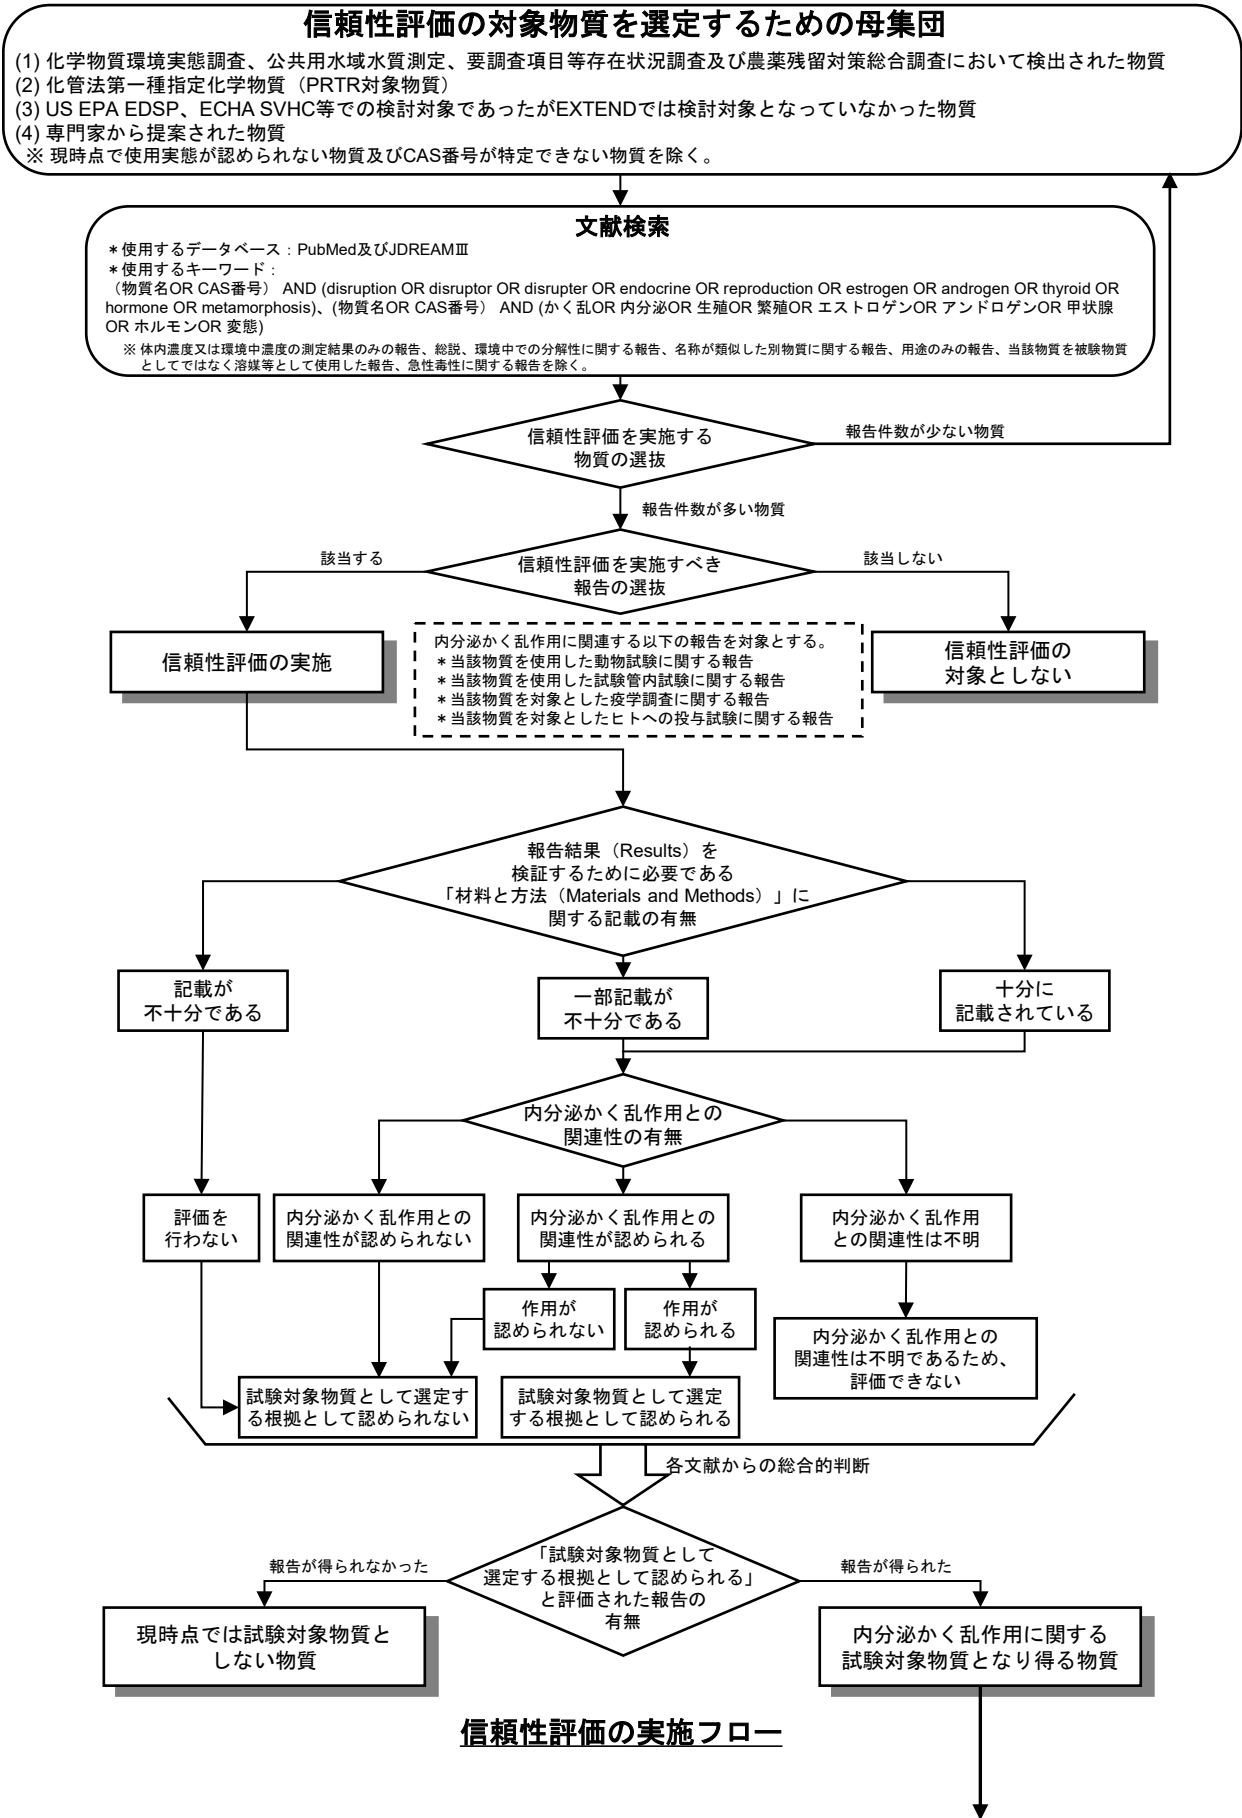 信頼性評価の対象物質を選定するための母集団
(1) 化学物質環境実態調査、公共用水域水質測定、要調査項目等存在状況調査及び農薬残留対策総合調査において検出された物質
(2) 化管法第一種指定化学物質（PRTR対象物質）
(3) US EPA EDSP、ECHA SVHC等での検討対象であったがEXTENDでは検討対象となっていなかった物質
(4) 専門家から提案された物質
※ 現時点で使用実態が認められない物質及びCAS番号が特定できない物質を除く。
文献検索
＊使用するデータベース：PubMed及びJDREAMⅢ
＊使用するキーワード：
（物質名OR CAS番号） AND (disruption OR disruptor OR disrupter OR endocrine OR reproduction OR estrogen OR androgen OR thyroid OR
hormone OR metamorphosis)、(物質名OR CAS番号） AND (かく乱OR 内分泌OR 生殖OR 繁殖OR エストロゲンOR アンドロゲンOR 甲状腺
OR ホルモンOR 変態)
※ 体内濃度又は環境中濃度の測定結果のみの報告、総説、環境中での分解性に関する報告、名称が類似した別物質に関する報告、用途のみの報告、当該物質を被験物質
としてではなく溶媒等として使用した報告、急性毒性に関する報告を除く。
信頼性評価を実施する
物質の選抜
報告件数が少ない物質
報告件数が多い物質
該当する
信頼性評価を実施すべき
報告の選抜
該当しない
信頼性評価の実施
内分泌かく乱作用に関連する以下の報告を対象とする。
＊当該物質を使用した動物試験に関する報告
＊当該物質を使用した試験管内試験に関する報告
＊当該物質を対象とした疫学調査に関する報告
＊当該物質を対象としたヒトへの投与試験に関する報告
信頼性評価の
対象としない
報告結果（Results）を
検証するために必要である
「材料と方法（Materials and Methods）」に
関する記載の有無
記載が
不十分である
一部記載が
不十分である
十分に
記載されている
内分泌かく乱作用との
関連性の有無
評価を
行わない
内分泌かく乱作用との
関連性が認められない
内分泌かく乱作用との
関連性が認められる
内分泌かく乱作用
との関連性は不明
作用が
認められない
作用が
認められる
内分泌かく乱作用との
関連性は不明であるため、
評価できない
試験対象物質として選定す
る根拠として認められない
試験対象物質として選定
する根拠として認められる
各文献からの総合的判断
「試験対象物質として
選定する根拠として認められる」
と評価された報告の
有無
報告が得られなかった
報告が得られた
現時点では試験対象物質と
しない物質
内分泌かく乱作用に関する
試験対象物質となり得る物質
信頼性評価の実施フロー